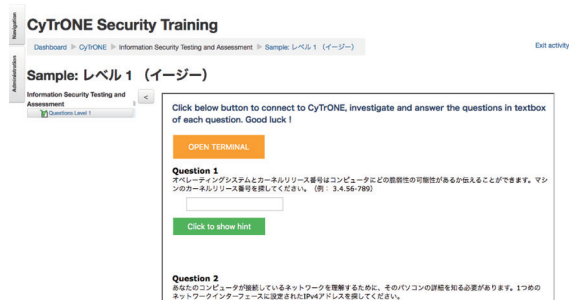 Navigation
CyTrONE Security Training
Dashboard ▶ CyTrONE ▶ Information Security Testing and Assessment ▶ Sample: レベル 1 （イージー）
Exit activity
Administration
Sample: レベル 1 （イージー）
Information Security Testing and
Assessment
Questions Level 1
<
Click below button to connect to CyTrONE, investigate and answer the questions in textbox
of each question. Good luck !
OPEN TERMINAL
Question 1
オペレーティングシステムとカーネルリリース番号はコンピュータにどの脆弱性の可能性があるか伝えることができます。マシ
ンのカーネルリリース番号を探してください。（例： 3.4.56-789）
Click to show hint
Question 2
あなたのコンピュータが接続しているネットワークを理解するために、そのパソコンの詳細を知る必要があります。1つめの
ネットワークインターフェースに設定されたIPv4アドレスを探してください。